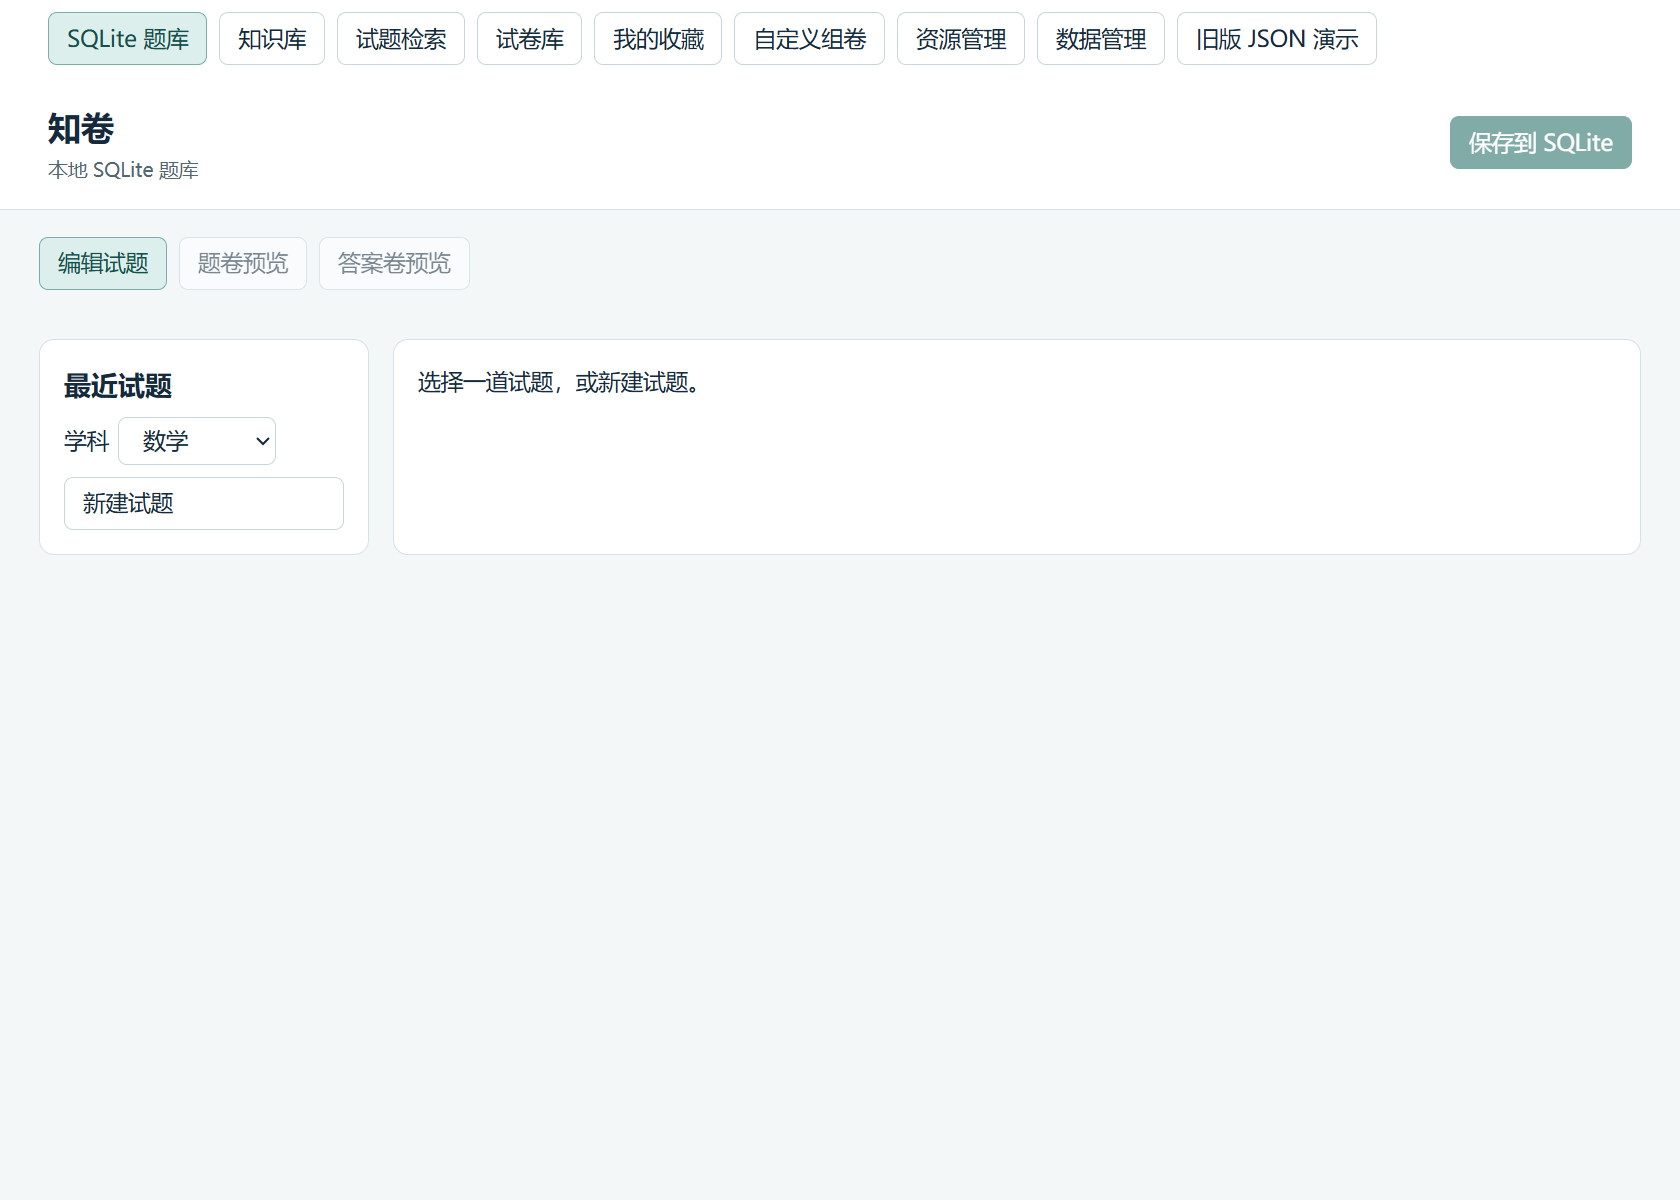 SQLite 题库 知识库 试题检索 试卷库 我的收藏 自定义组卷 资源管理 数据管理 旧版 JSON 演示
知卷
本地 SQLite 题库
保存到 SQLite
编辑试题 题卷预览 答案卷预览
最近试题
学科 数学
新建试题
选择一道试题，或新建试题。